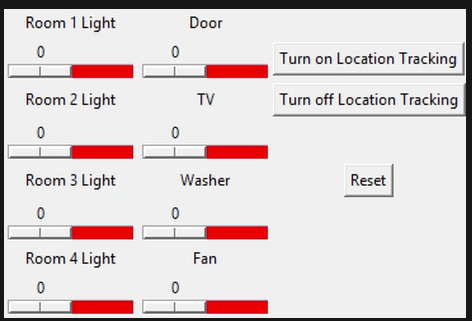 Room 1 Light Door
0 0
Turn on Location Tracking
Room 2 Light TV
Turn off Location Tracking
0 0
Room 3 Light Washer
Reset
0 0
Room 4 Light Fan
0 0